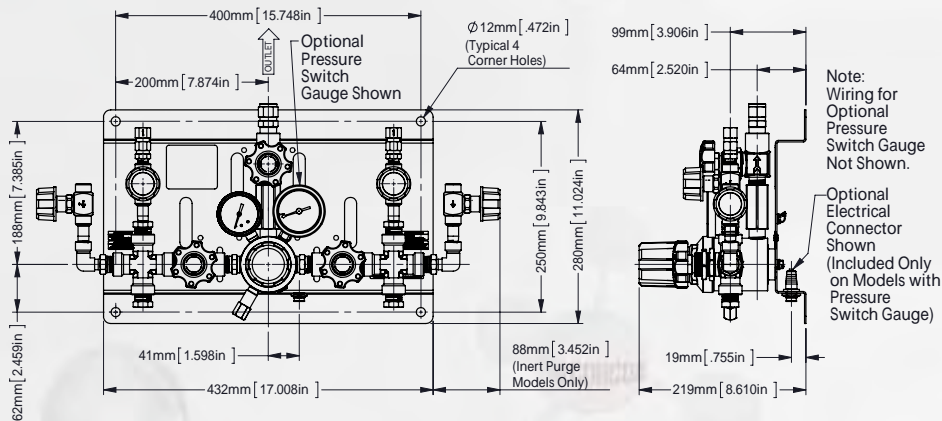 400mm [15.748in]
OUTLET
200mm [7.874in]
Optional
Pressure
Switch
Gauge Shown
Ø12mm [.472in]
(Typical 4
Corner Holes)
188mm [7.385in]
62mm [2.459in]
250mm [9.843in]
280mm [11.024in]
41mm [1.598in]
432mm [17.008in]
88mm [3.452in]
(Inert Purge
Models Only)
99mm [3.906in]
64mm [2.520in]
Note:
Wiring for
Optional
Pressure
Switch Gauge
Not Shown.
Optional
Electrical
Connector
Shown
(Included Only
on Models with
Pressure
Switch Gauge)
19mm [.755in]
219mm [8.610in]